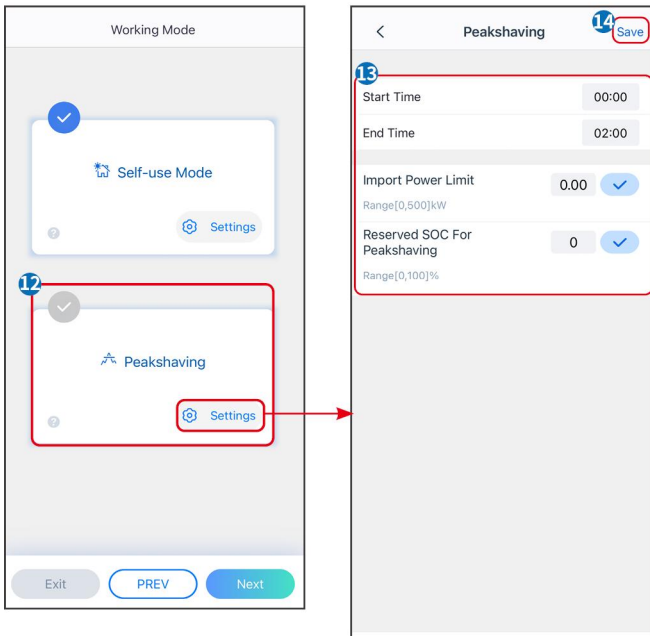 Working Mode
Self-use Mode
?
Settings
12
Peakshaving
?
Settings
Exit
PREV
Next
Peakshaving
14
Save
13
Start Time
00:00
End Time
02:00
Import Power Limit
0.00
Range[0,500]kW
Reserved SOC For
Peakshaving
0
Range[0,100]%